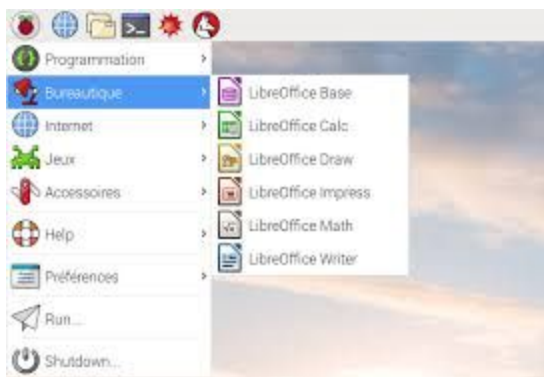 Programmation
Bureautique
Internet
Jeux
Accessoires
Help
Préférences
Run...
Shutdown...
LibreOffice Base
LibreOffice Calc
LibreOffice Draw
LibreOffice Impress
LibreOffice Math
LibreOffice Writer